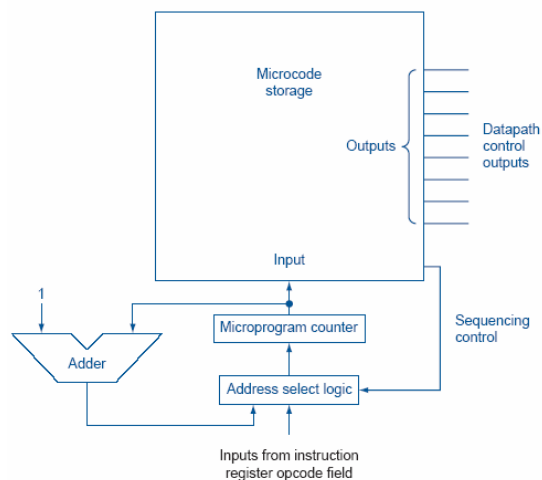 Microcode
storage
Outputs
Datapath
control
outputs
Input
1
Microprogram counter
Sequencing
control
Adder
Address select logic
Inputs from instruction
register opcode field